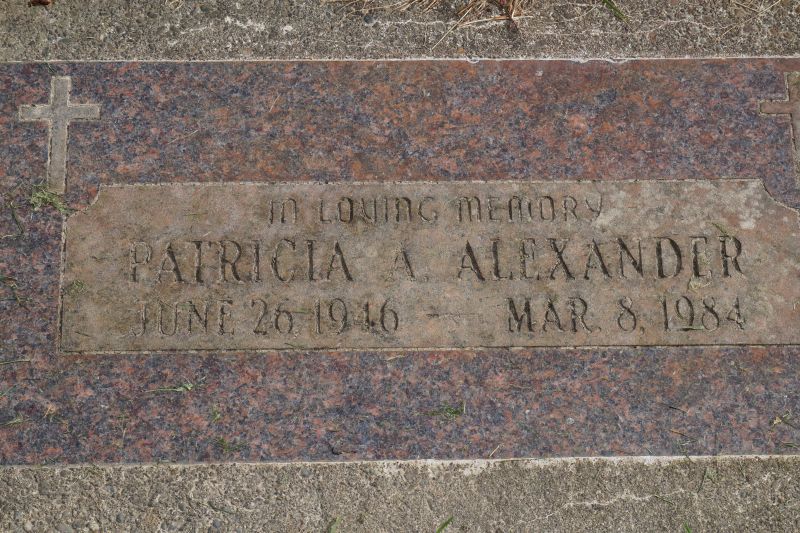 In Loving Memory
PATRICIA A. ALEXANDER
JUNE 26, 1946 — MAR. 8, 1984